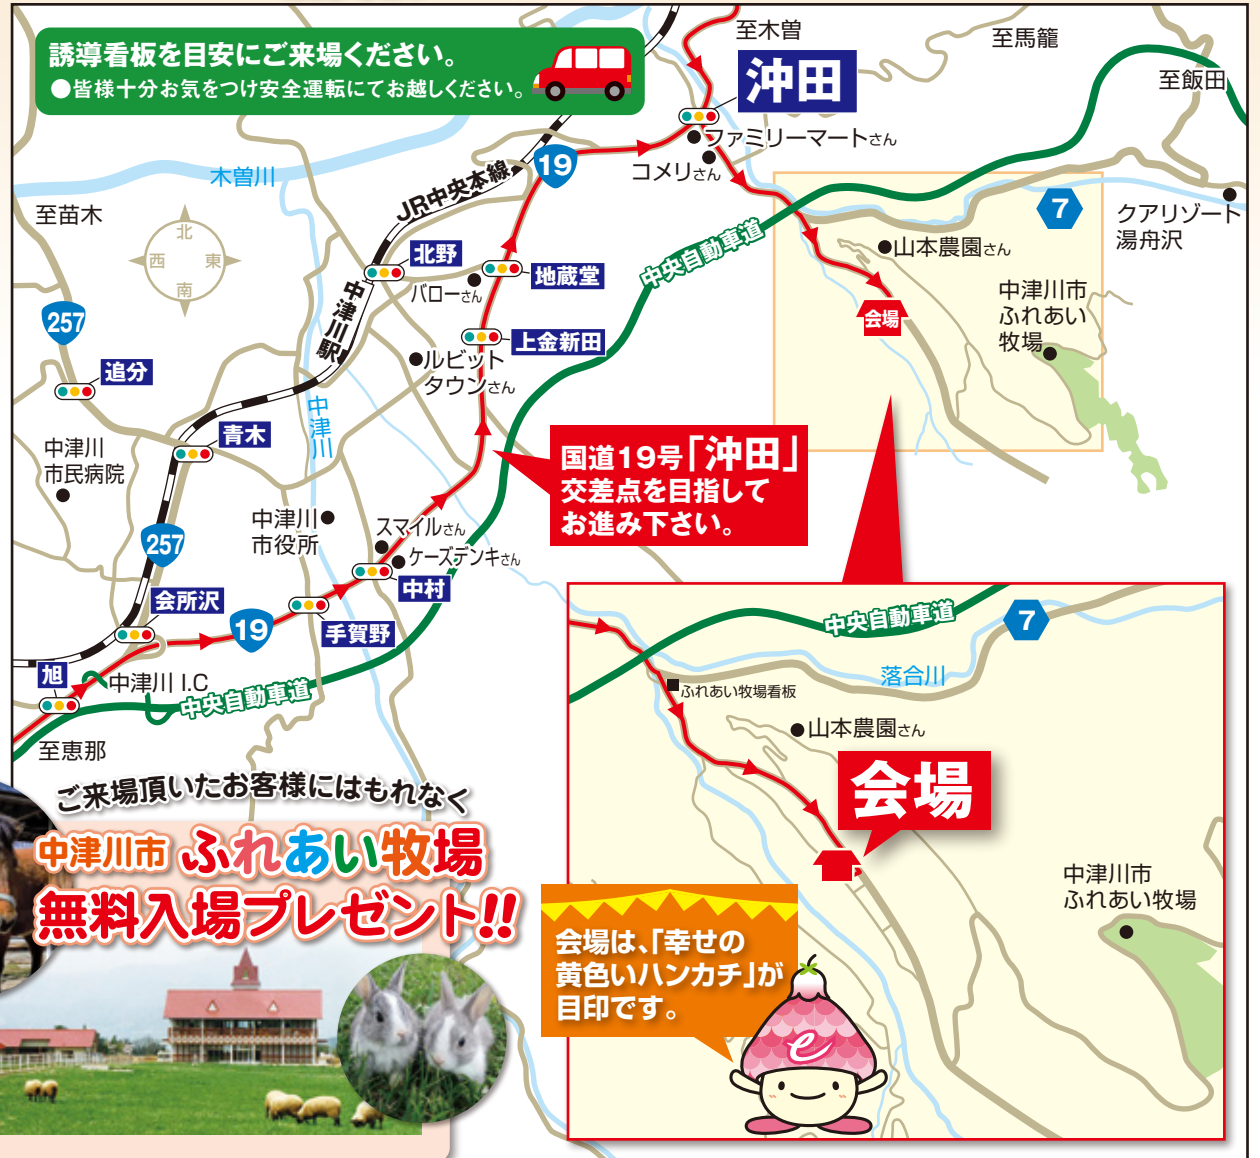 誘導看板を目安にご来場ください。
●皆様十分お気をつけ安全運転にてお越しください。
至木曽
至馬籠
至飯田
沖田
ファミリーマートさん
コメリさん
19
JR中央本線
木曽川
至苗木
北
西
東
南
7
クアリゾート
湯舟沢
山本農園さん
中央自動車道
北野
バローさん
地蔵堂
中津川駅
257
会場
中津川市
ふれあい
牧場
上金新田
ルビット
タウンさん
追分
中津川
青木
中津川
市民病院
国道19号「沖田」
交差点を目指して
お進み下さい。
中津川
市役所
スマイルさん
ケーズデンキさん
257
中村
会所沢
19
手賀野
旭
中津川 I.C
中央自動車道
至恵那
中央自動車道
7
落合川
ふれあい牧場看板
山本農園さん
会場
中津川市
ふれあい牧場
ご来場頂いたお客様にはもれなく
中津川市 ふれあい牧場
無料入場プレゼント!!
会場は、「幸せの
黄色いハンカチ」が
目印です。
e